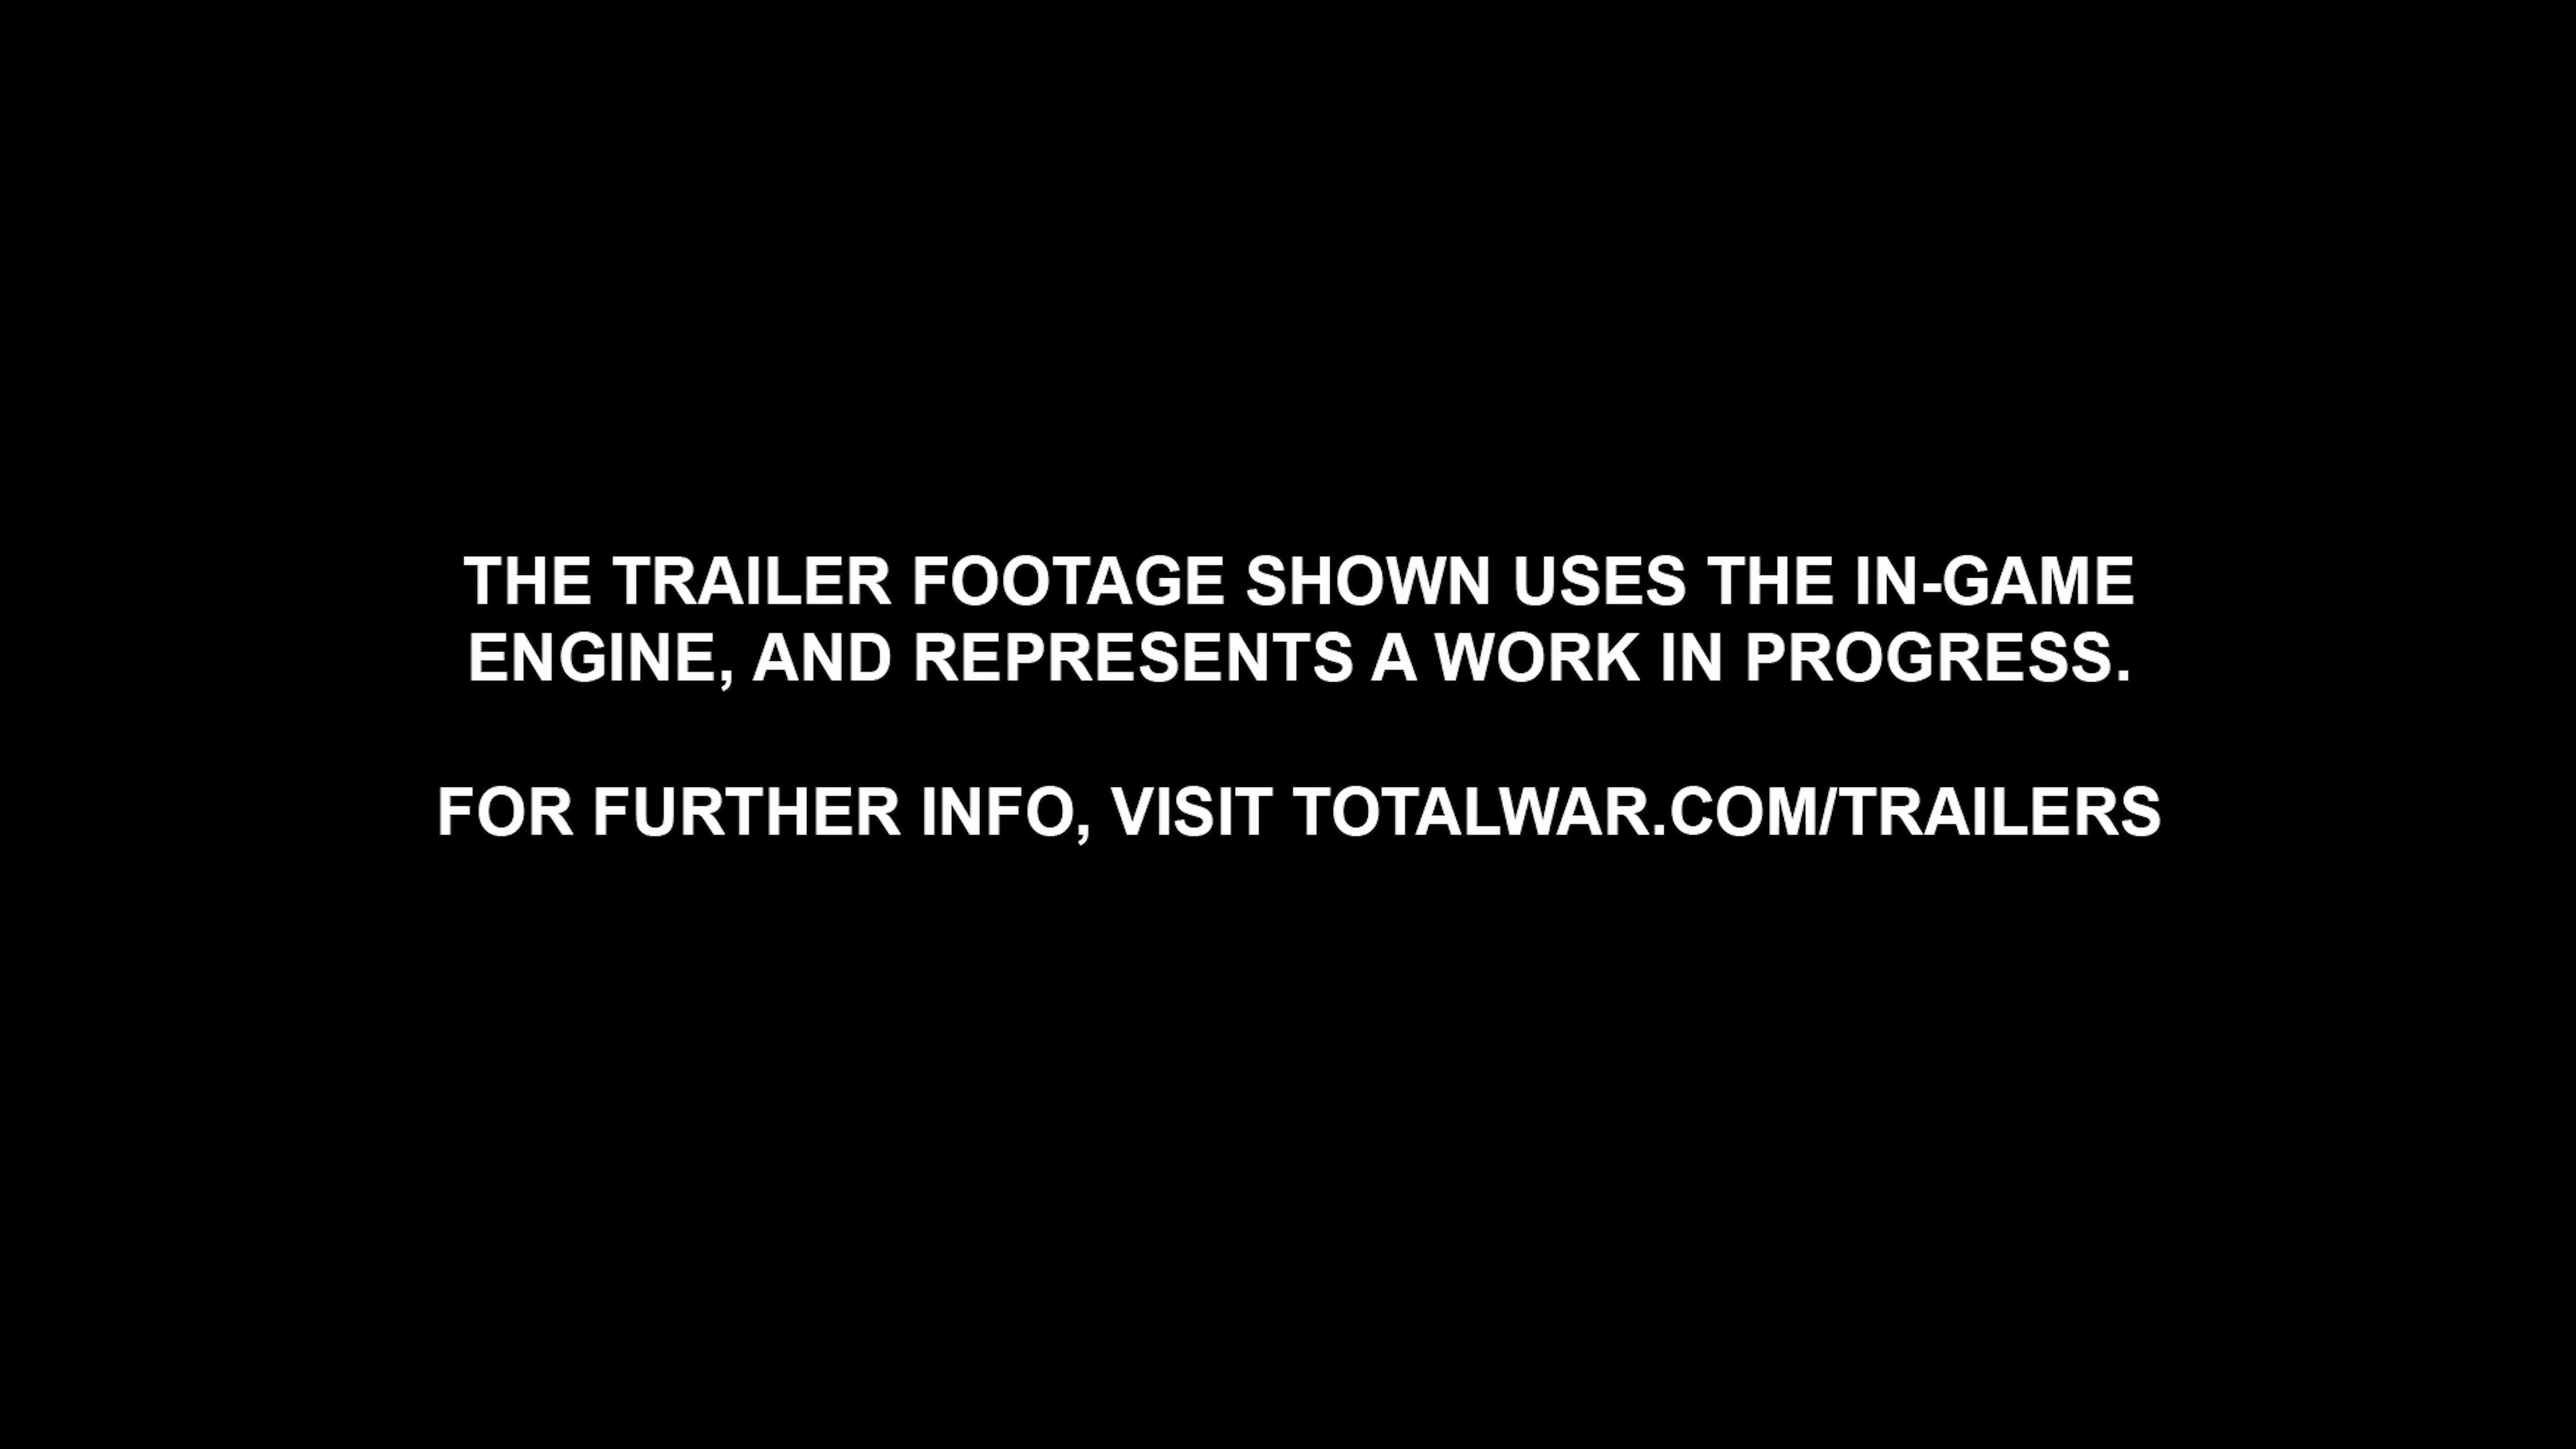 THE TRAILER FOOTAGE SHOWN USES THE IN-GAME
ENGINE, AND REPRESENTS A WORK IN PROGRESS.
FOR FURTHER INFO, VISIT TOTALWAR.COM/TRAILERS